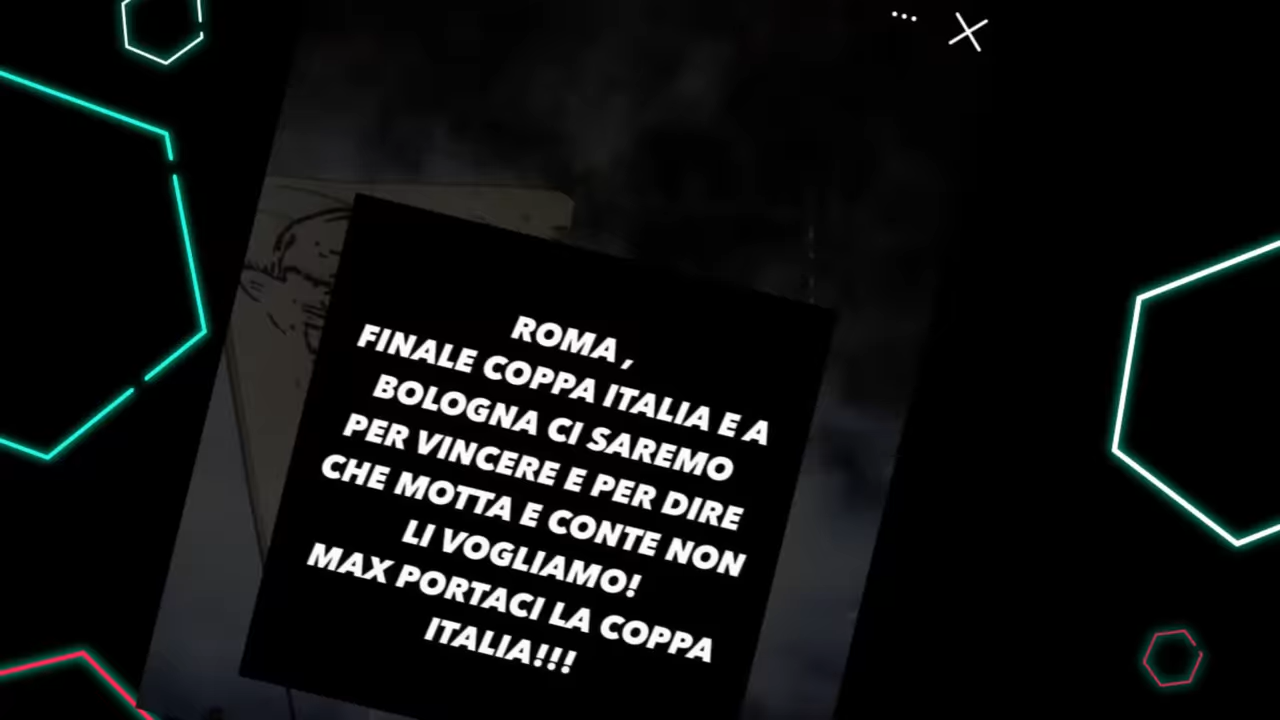 ROMA,
FINALE COPPA ITALIA E A
BOLOGNA CI SAREMO
PER VINCERE E PER DIRE
CHE MOTTA E CONTE NON
LI VOGLIAMO!
MAX PORTACI LA COPPA
ITALIA!!!